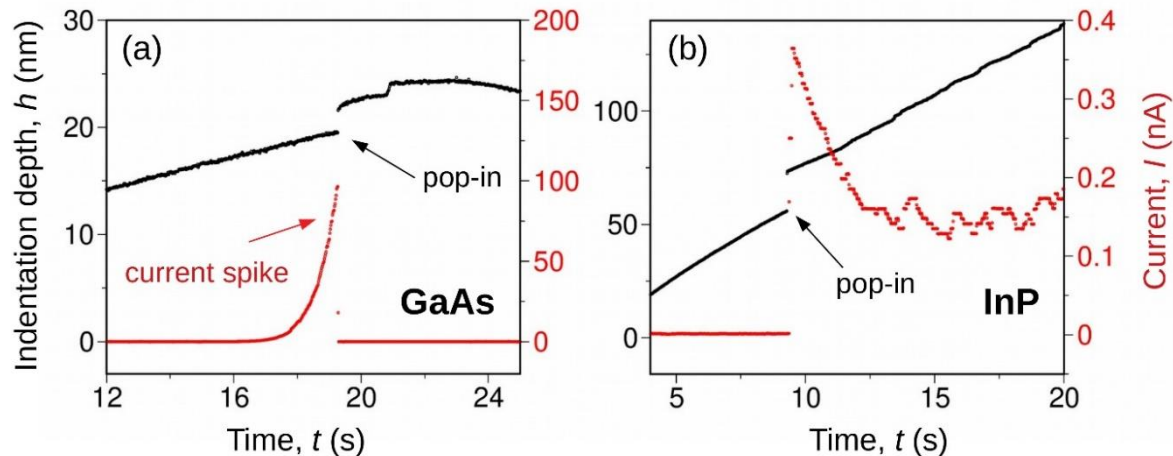 (a)
Indentation depth, h (nm)
30
20
10
0
200
150
100
50
0
pop-in
current spike
GaAs
12
16
20
24
Time, t (s)
(b)
100
50
0
0.4
0.3
0.2
0.1
0
Current, I (nA)
pop-in
InP
5
10
15
20
Time, t (s)